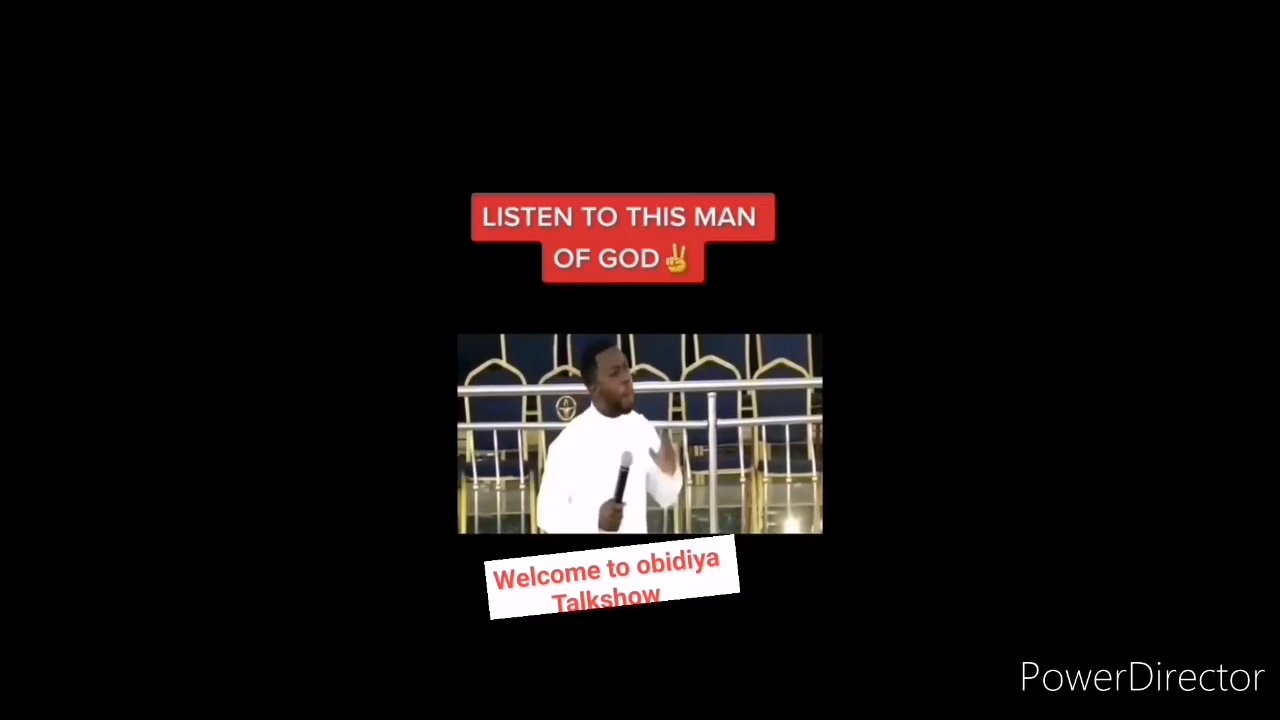 LISTEN TO THIS MAN
OF GOD✌️
Welcome to obidiya
Talkshow
PowerDirector